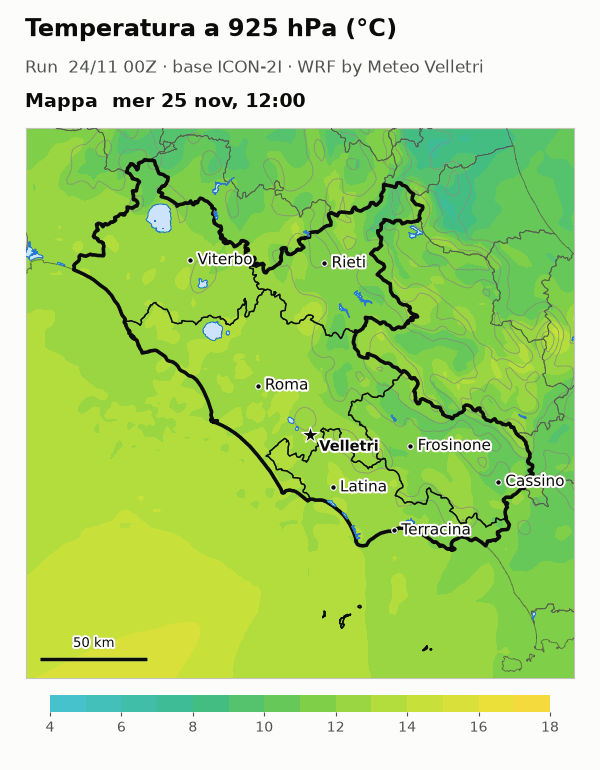 Temperatura a 925 hPa (°C)
Run  24/11 00Z · base ICON-2I · WRF by Meteo Velletri
Mappa  mer 25 nov, 12:00
Viterbo
Rieti
Roma
Velletri
Frosinone
Latina
Cassino
Terracina
50 km
4 6 8 10 12 14 16 18